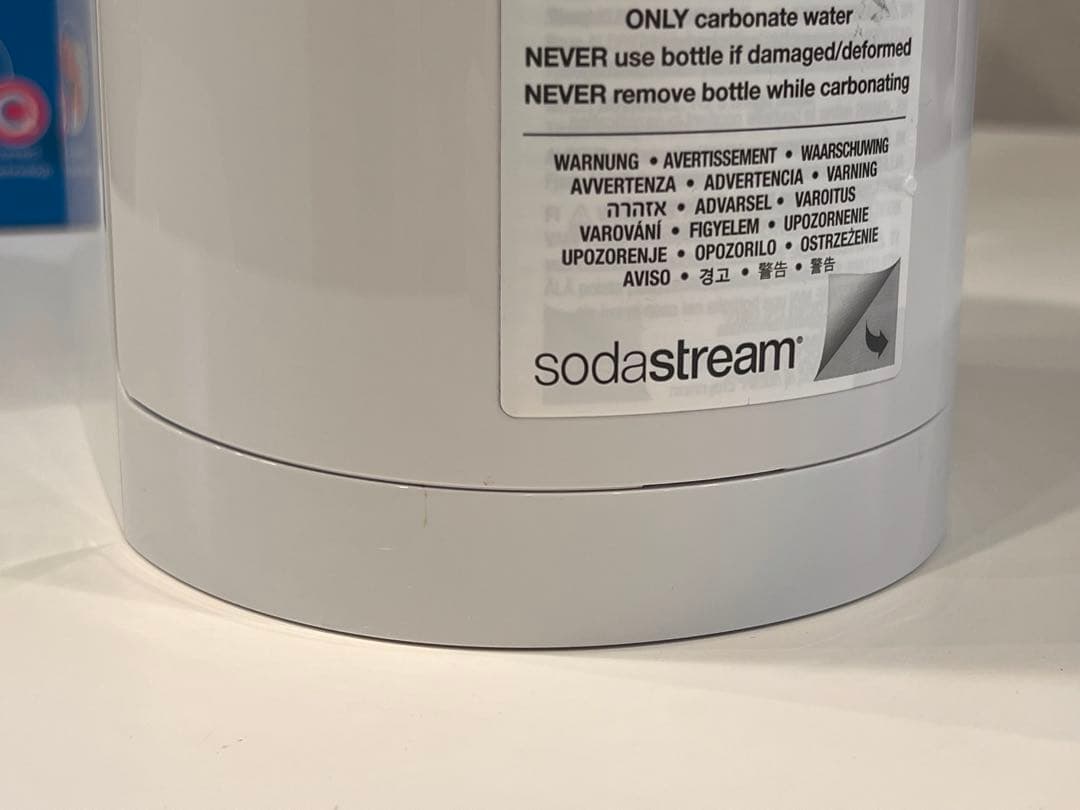 ONLY carbonate water
NEVER use bottle if damaged/deformed
NEVER remove bottle while carbonating
WARNUNG • AVERTISSEMENT • WAARSCHUWING
AVVERTENZA • ADVERTENCIA • VARNING
אזהרה • ADVARSEL • VAROITUS
VAROVÁNÍ • FIGYELEM • UPOZORNENIE
UPOZORENJE • OPOZORILO • OSTRZEŻENIE
AVISO • 경고 • 警告 • 警告
sodastream®